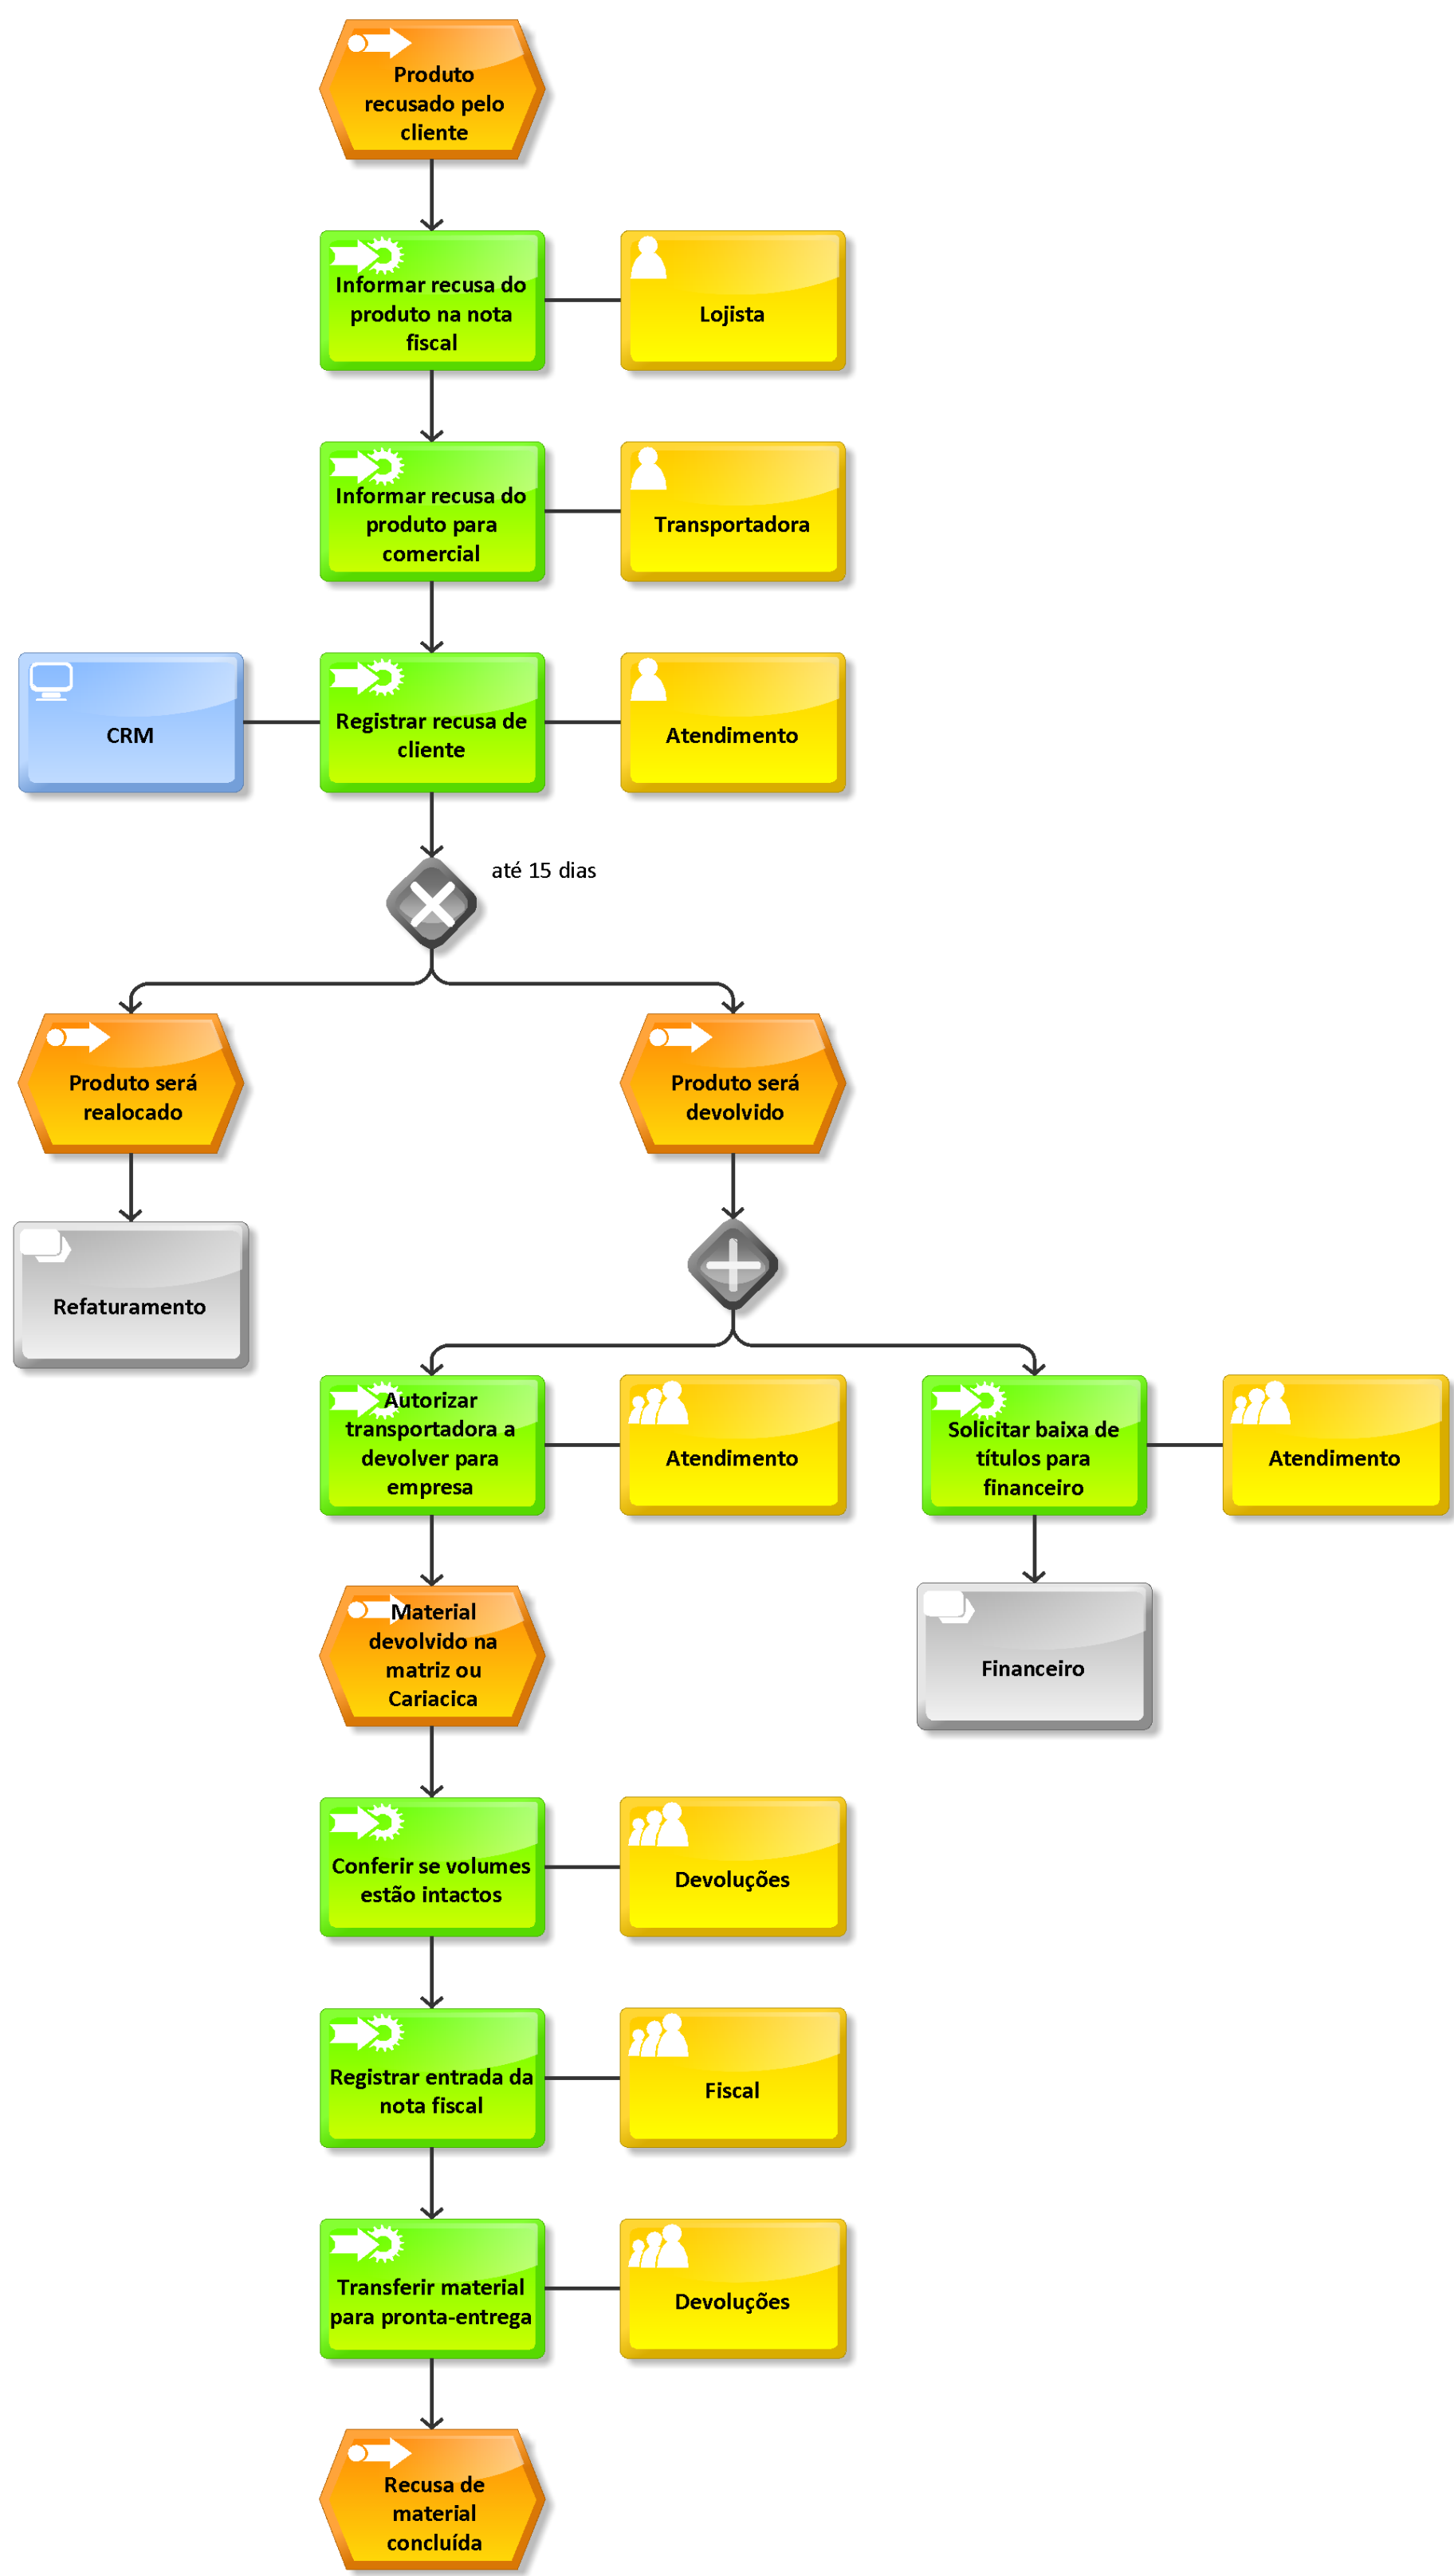 Produto
recusado pelo
cliente
Informar recusa do
produto na nota
fiscal
Lojista
Informar recusa do
produto para
comercial
Transportadora
CRM
Registrar recusa de
cliente
Atendimento
até 15 dias
Produto será
realocado
Produto será
devolvido
Refaturamento
Autorizar
transportadora a
devolver para
empresa
Atendimento
Solicitar baixa de
títulos para
financeiro
Atendimento
Material
devolvido na
matriz ou
Cariacica
Financeiro
Conferir se volumes
estão intactos
Devoluções
Registrar entrada da
nota fiscal
Fiscal
Transferir material
para pronta-entrega
Devoluções
Recusa de
material
concluída